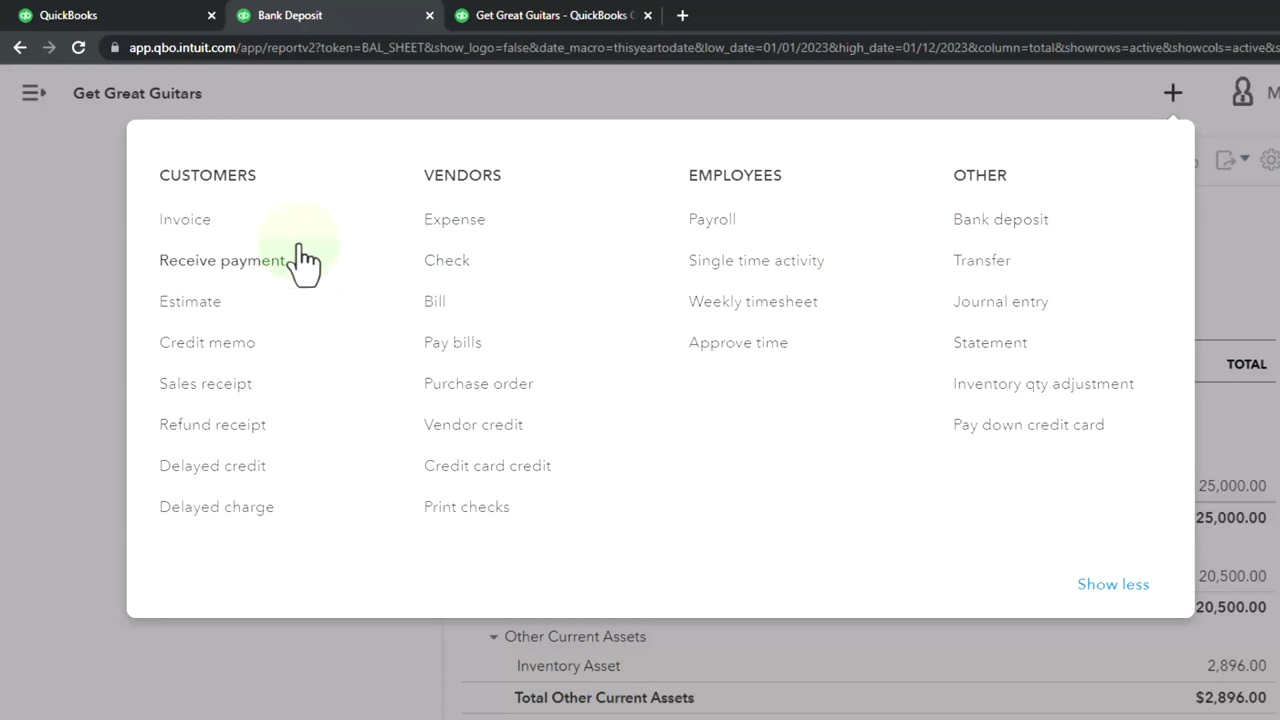 QuickBooks
Bank Deposit
Get Great Guitars - QuickBooks
app.qbo.intuit.com/app/reportv2?token=BAL_SHEET&show_logo=false&date_macro=thisyeartodate&low_date=01/01/2023&high_date=01/12/2023&column=total&showrows=active&showcols=active&
Get Great Guitars
M
CUSTOMERS
Invoice
Receive payment
Estimate
Credit memo
Sales receipt
Refund receipt
Delayed credit
Delayed charge
VENDORS
Expense
Check
Bill
Pay bills
Purchase order
Vendor credit
Credit card credit
Print checks
EMPLOYEES
Payroll
Single time activity
Weekly timesheet
Approve time
OTHER
Bank deposit
Transfer
Journal entry
Statement
Inventory qty adjustment
Pay down credit card
Show less
TOTAL
25,000.00
25,000.00
20,500.00
20,500.00
Other Current Assets
Inventory Asset 2,896.00
Total Other Current Assets $2,896.00